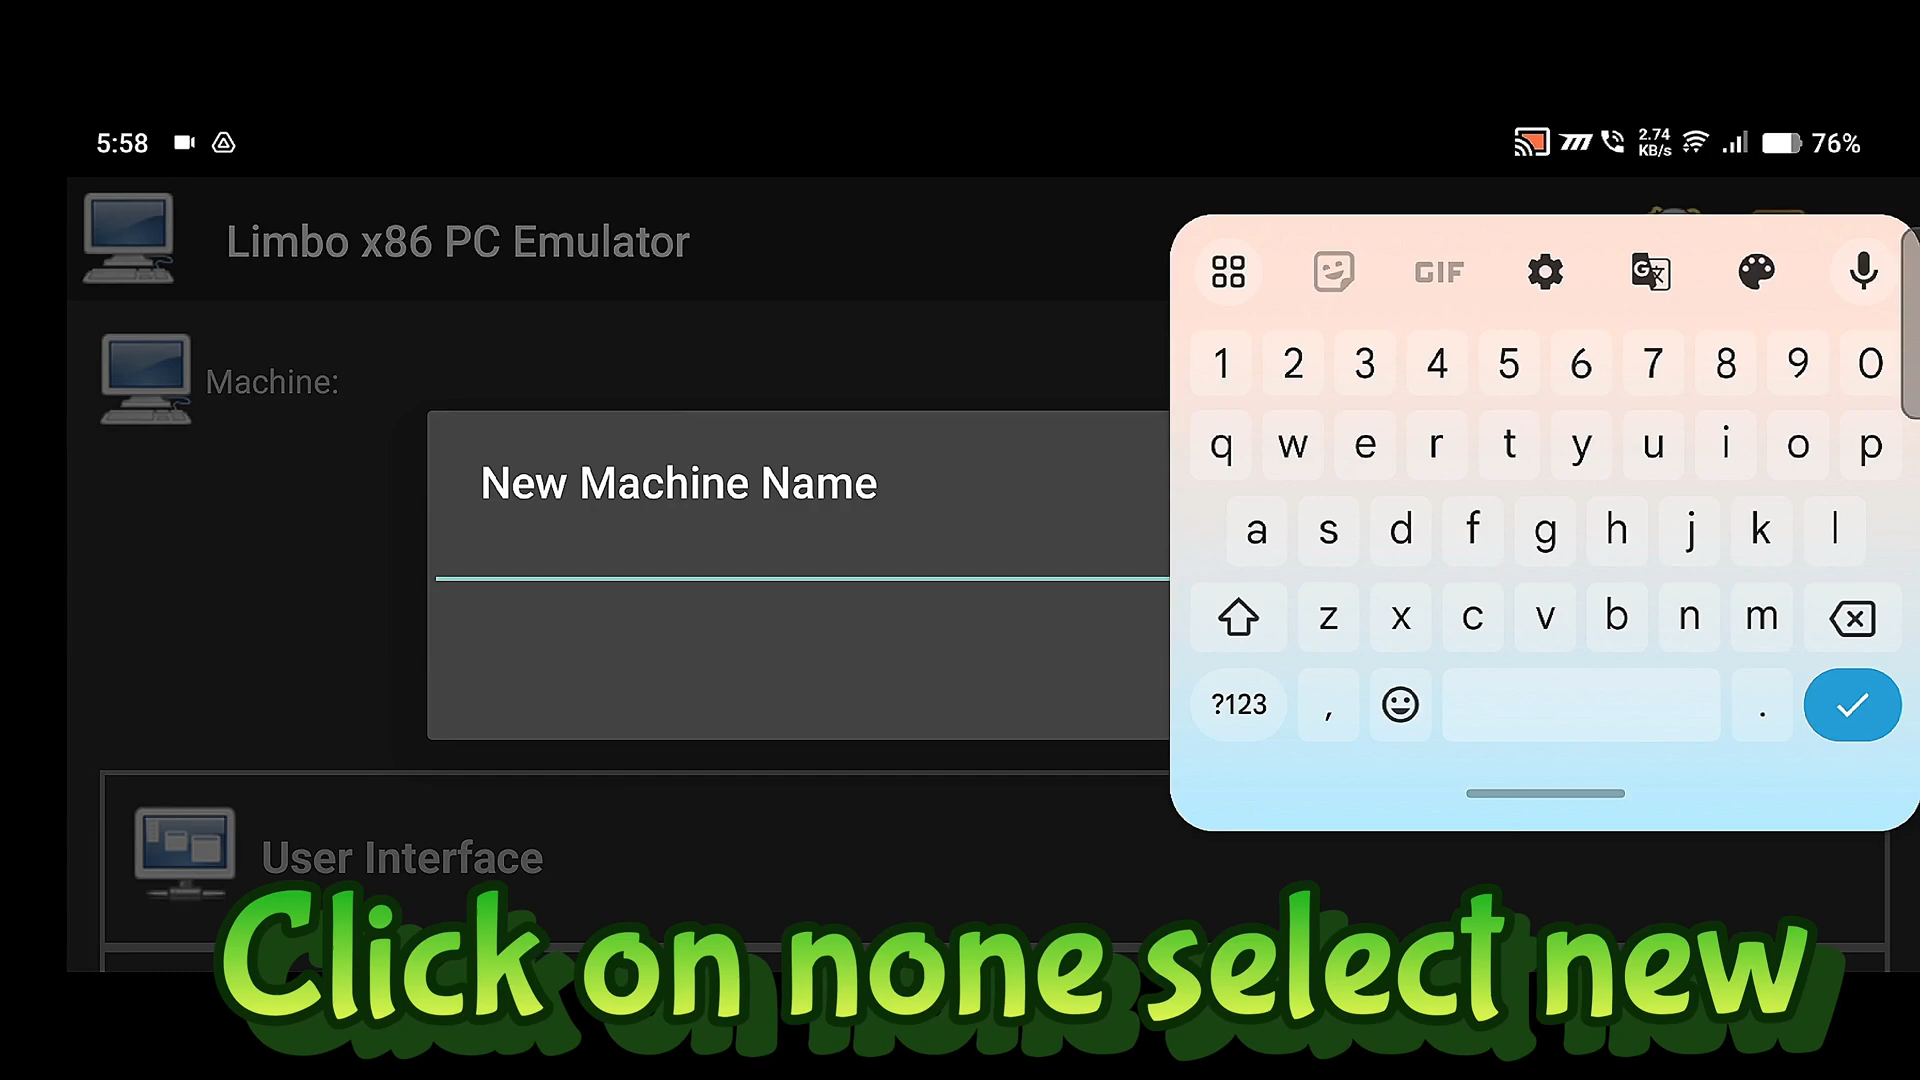 5:58
2.74
KB/s
76%
Limbo x86 PC Emulator
Machine:
New Machine Name
GIF
1 2 3 4 5 6 7 8 9 0
q w e r t y u i o p
a s d f g h j k l
z x c v b n m
?123 , .
User Interface
Click on none select new